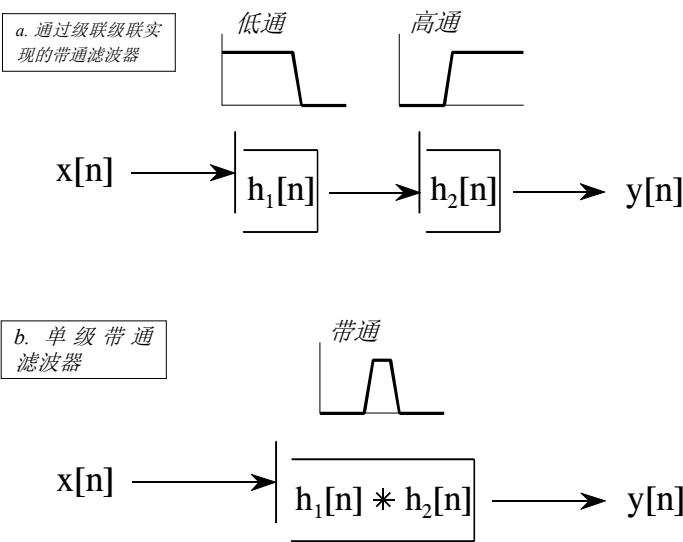 a. 通过级联级联实
现的带通滤波器
低通
高通
x[n]
h₁[n]
h₂[n]
y[n]
b. 单级带通
滤波器
带通
x[n]
h₁[n] * h₂[n]
y[n]